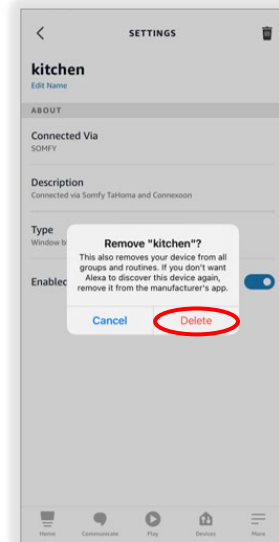 SETTINGS
kitchen
Edit Name
ABOUT
Connected Via
SOMFY
Description
Connected via Somfy TaHoma and Connexoon
Type
Window b
Remove "kitchen"?
This also removes your device from all
groups and routines. If you don't want
Alexa to discover this device again,
remove it from the manufacturer's app.
Enabled
Cancel Delete
Home Communicate Play Devices More